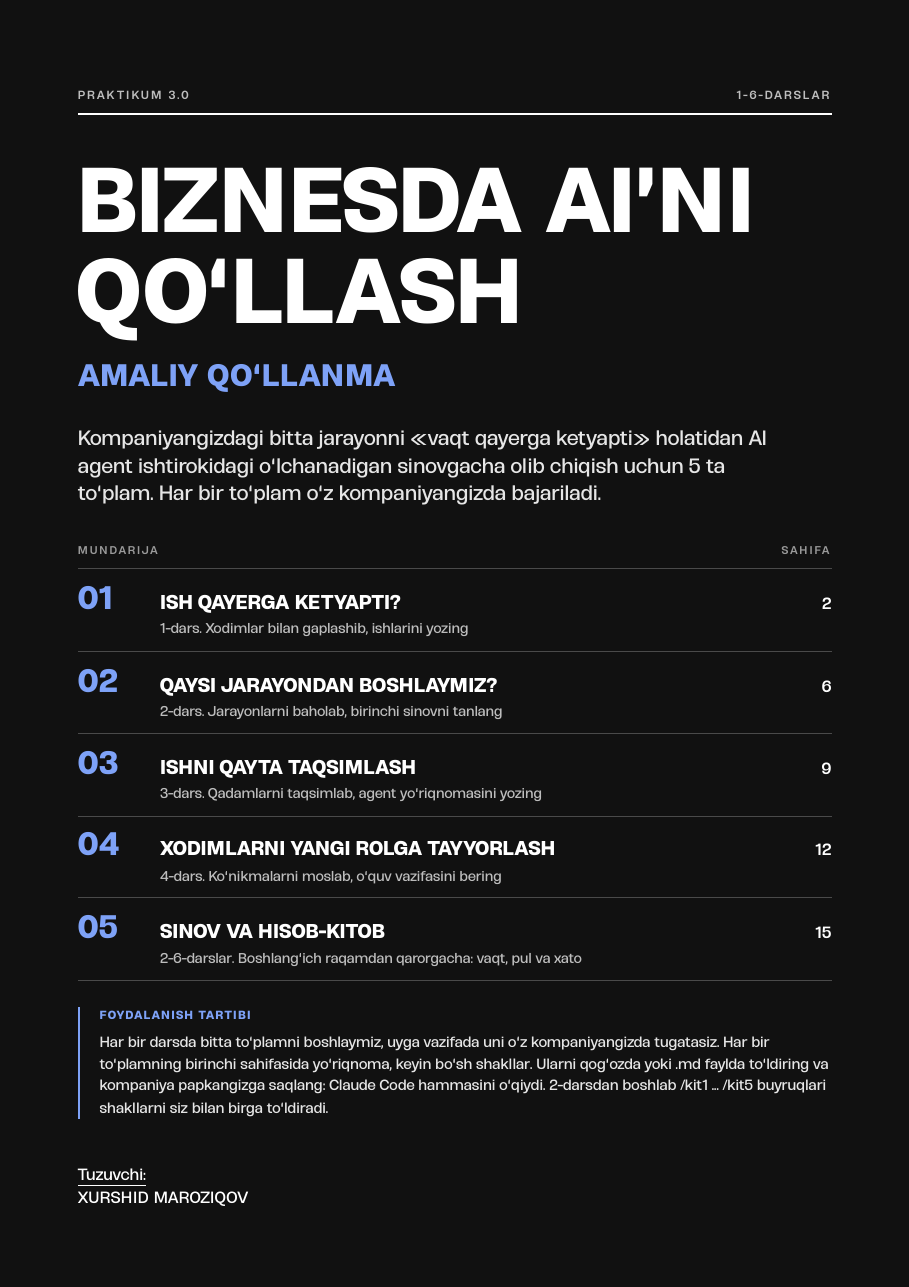 PRAKTIKUM 3.0
1-6-DARSLAR
BIZNESDA AI'NI
QO‘LLASH
AMALIY QO‘LLANMA
Kompaniyangizdagi bitta jarayonni «vaqt qayerga ketyapti» holatidan AI
agent ishtirokidagi o‘lchanadigan sinovgacha olib chiqish uchun 5 ta
to‘plam. Har bir to‘plam o‘z kompaniyangizda bajariladi.
MUNDARIJA
SAHIFA
01
ISH QAYERGA KETYAPTI?
2
1-dars. Xodimlar bilan gaplashib, ishlarini yozing
02
QAYSI JARAYONDAN BOSHLAYMIZ?
6
2-dars. Jarayonlarni baholab, birinchi sinovni tanlang
03
ISHNI QAYTA TAQSIMLASH
9
3-dars. Qadamlarni taqsimlab, agent yo‘riqnomasini yozing
04
XODIMLARNI YANGI ROLGA TAYYORLASH
12
4-dars. Ko‘nikmalarni moslab, o‘quv vazifasini bering
05
SINOV VA HISOB-KITOB
15
2-6-darslar. Boshlang‘ich raqamdan qarorgacha: vaqt, pul va xato
FOYDALANISH TARTIBI
Har bir darsda bitta to‘plamni boshlaymiz, uyga vazifada uni o‘z kompaniyangizda tugatasiz. Har bir
to‘plamning birinchi sahifasida yo‘riqnoma, keyin bo‘sh shakllar. Ularni qog‘ozda yoki .md faylda to‘ldiring va
kompaniya papkangizga saqlang: Claude Code hammasini o‘qiydi. 2-darsdan boshlab /kit1 … /kit5 buyruqlari
shakllarni siz bilan birga to‘ldiradi.
Tuzuvchi:
XURSHID MAROZIQOV